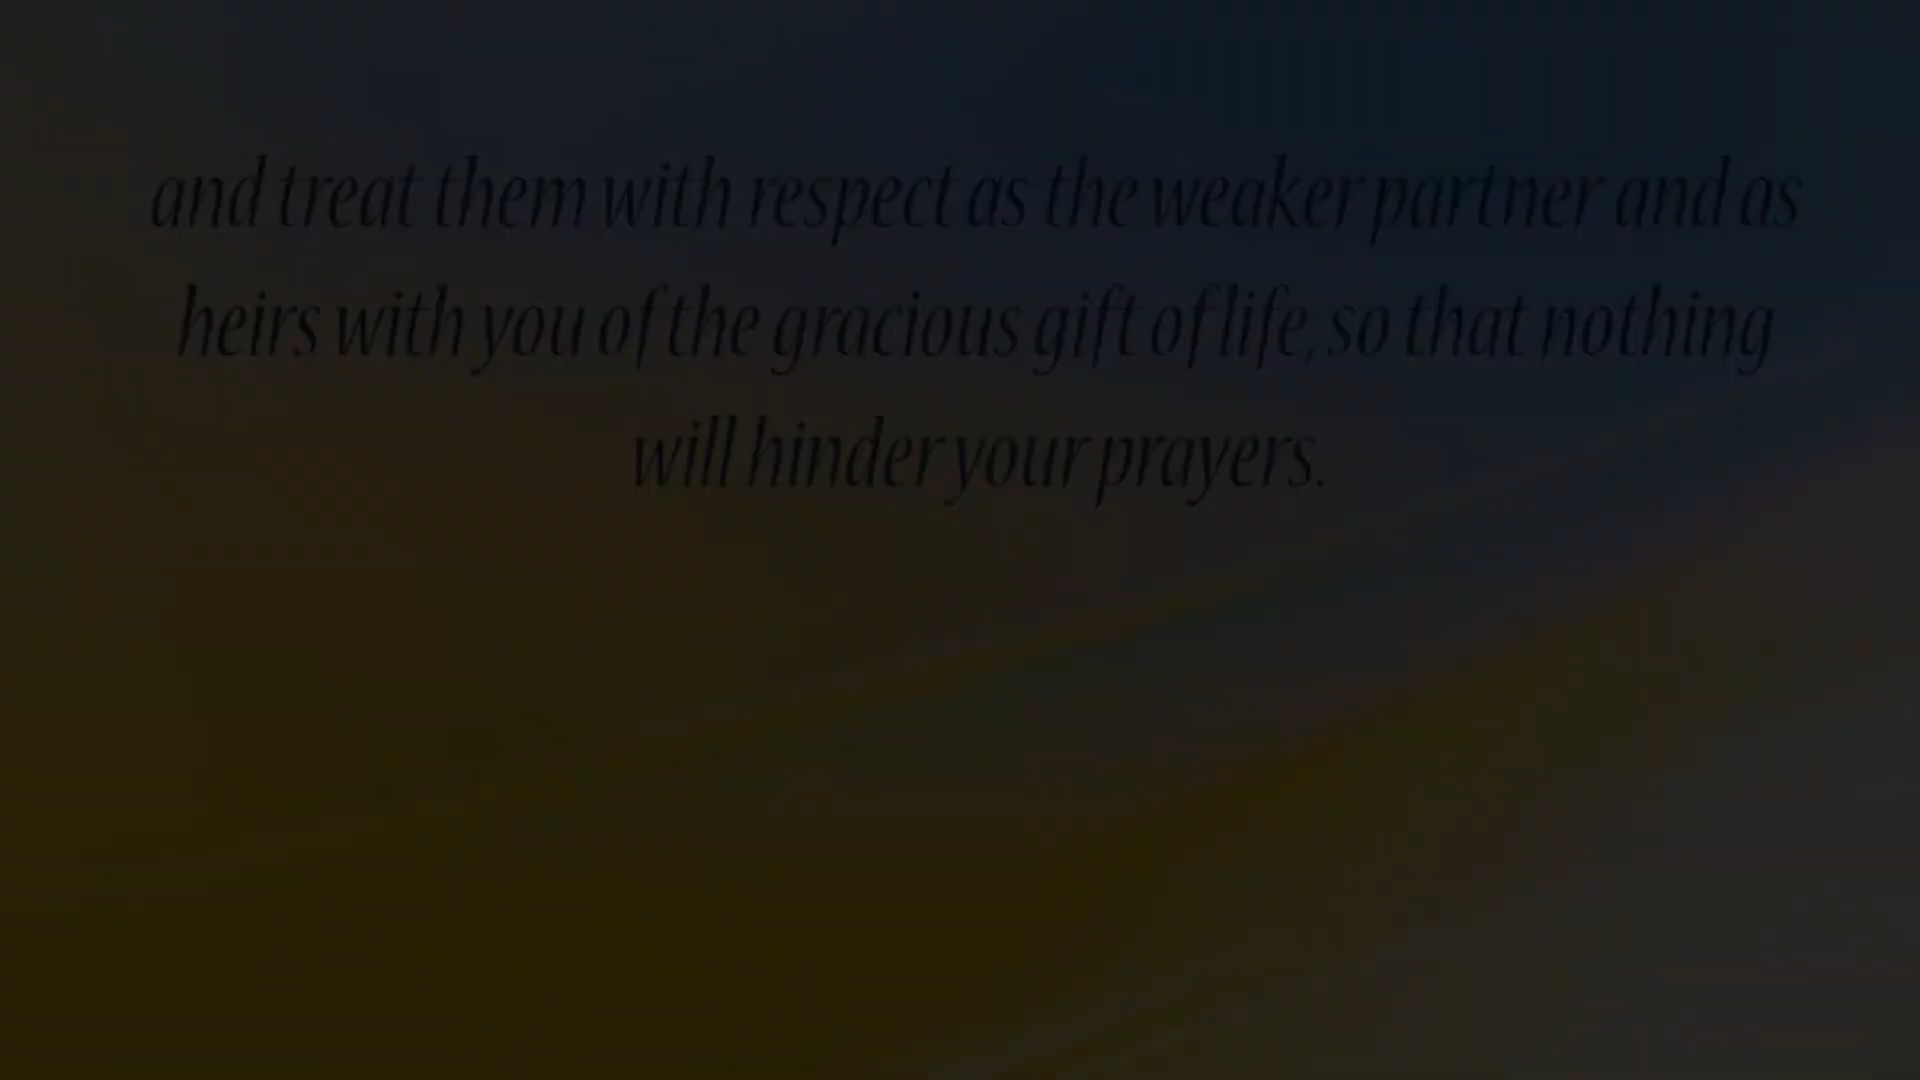 and treat them with respect as the weaker partner and as
heirs with you of the gracious gift of life, so that nothing
will hinder your prayers.